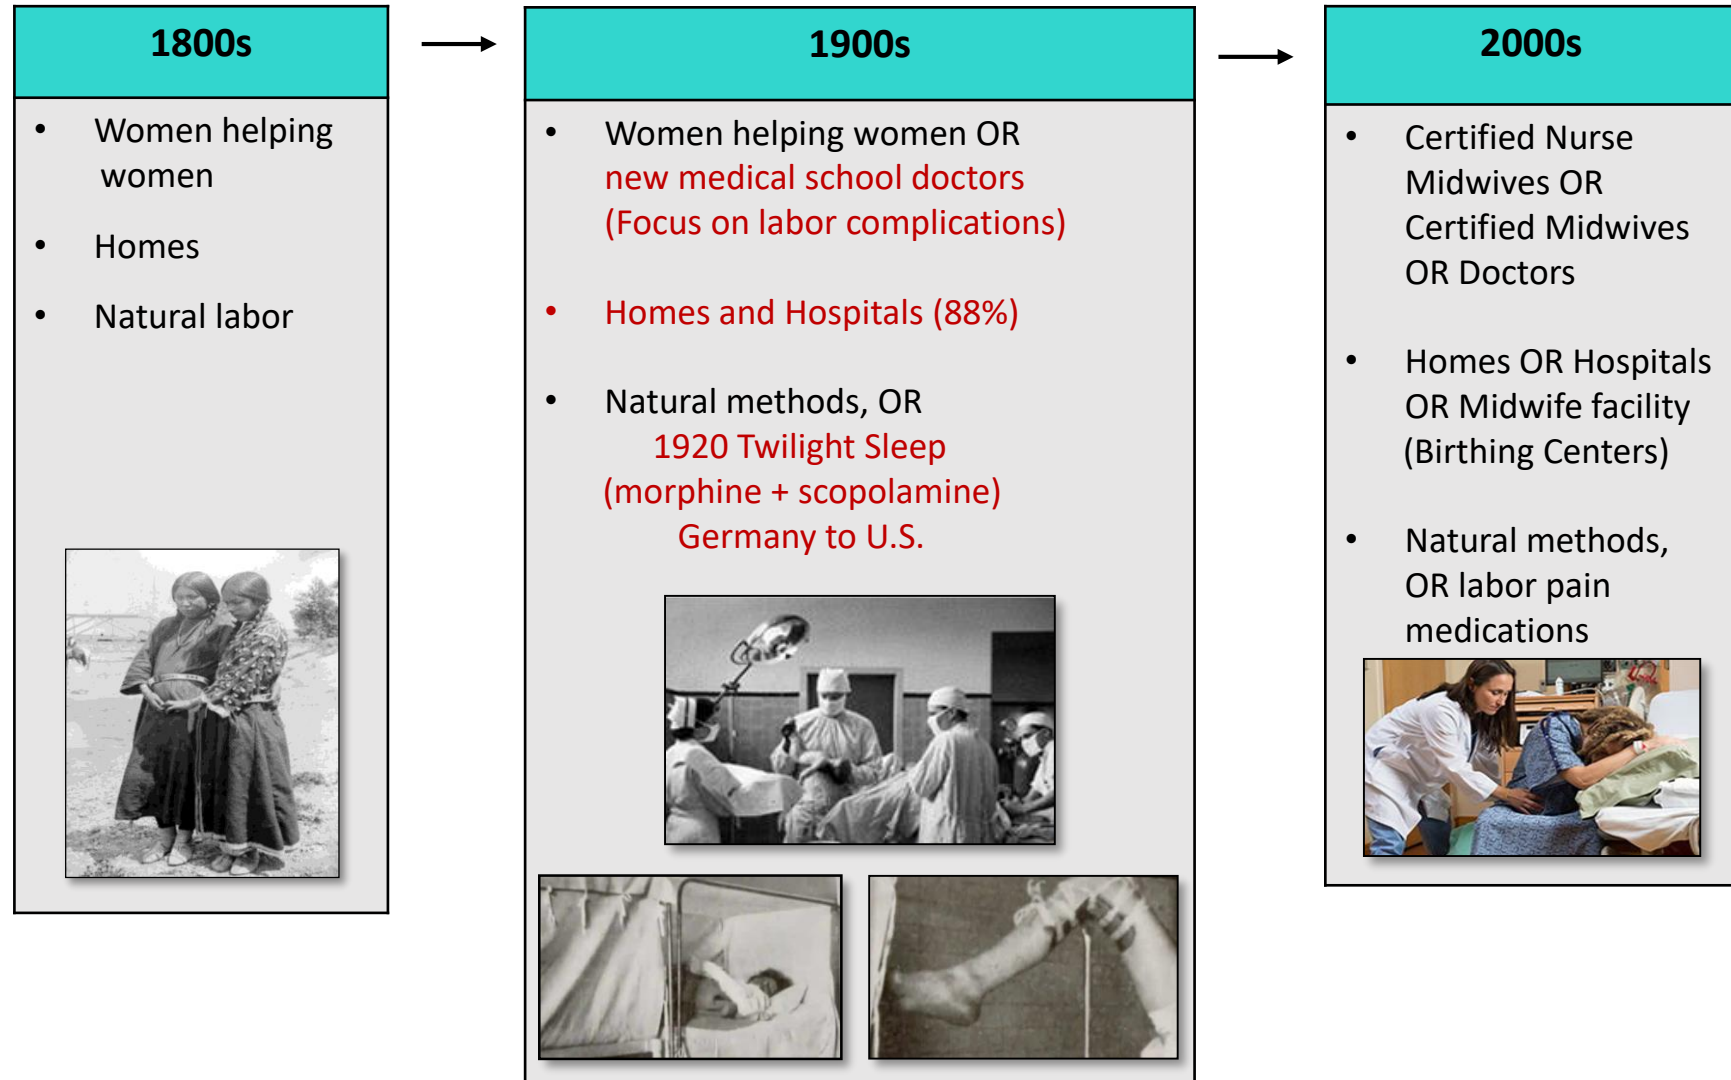 1800s
• Women helping
women
• Homes
• Natural labor
1900s
• Women helping women OR
new medical school doctors
(Focus on labor complications)
• Homes and Hospitals (88%)
• Natural methods, OR
1920 Twilight Sleep
(morphine + scopolamine)
Germany to U.S.
2000s
• Certified Nurse
Midwives OR
Certified Midwives
OR Doctors
• Homes OR Hospitals
OR Midwife facility
(Birthing Centers)
• Natural methods,
OR labor pain
medications